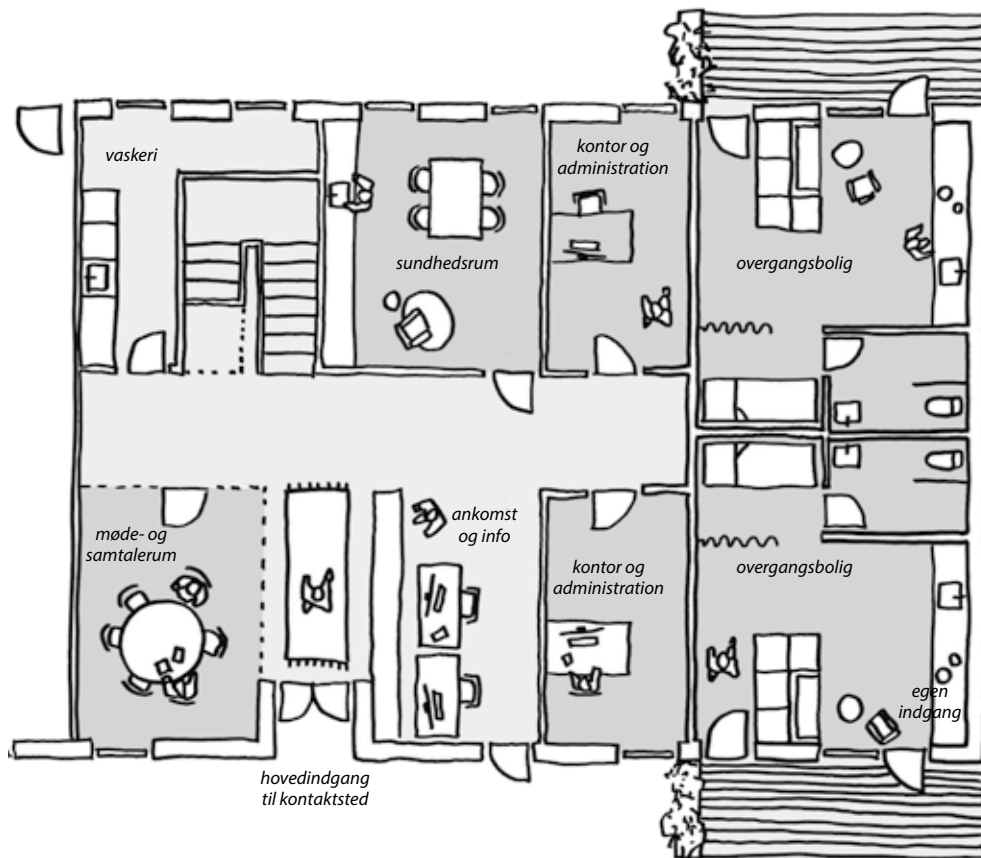 vaskeri
kontor og
administration
sundhedsrum
overgangsbolig
møde- og
samtalerum
ankomst
og info
kontor og
administration
overgangsbolig
egen
indgang
hovedindgang
til kontaktsted